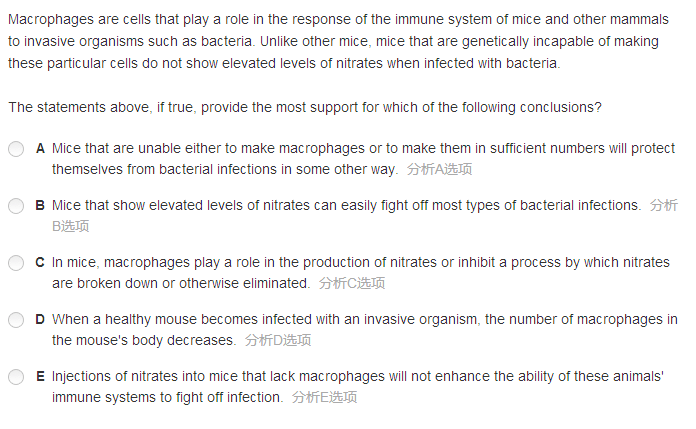 Macrophages are cells that play a role in the response of the immune system of mice and other mammals
to invasive organisms such as bacteria. Unlike other mice, mice that are genetically incapable of making
these particular cells do not show elevated levels of nitrates when infected with bacteria.
The statements above, if true, provide the most support for which of the following conclusions?
A Mice that are unable either to make macrophages or to make them in sufficient numbers will protect
themselves from bacterial infections in some other way. 分析A选项
B Mice that show elevated levels of nitrates can easily fight off most types of bacterial infections. 分析
B选项
C In mice, macrophages play a role in the production of nitrates or inhibit a process by which nitrates
are broken down or otherwise eliminated. 分析C选项
D When a healthy mouse becomes infected with an invasive organism, the number of macrophages in
the mouse's body decreases. 分析D选项
E Injections of nitrates into mice that lack macrophages will not enhance the ability of these animals'
immune systems to fight off infection. 分析E选项